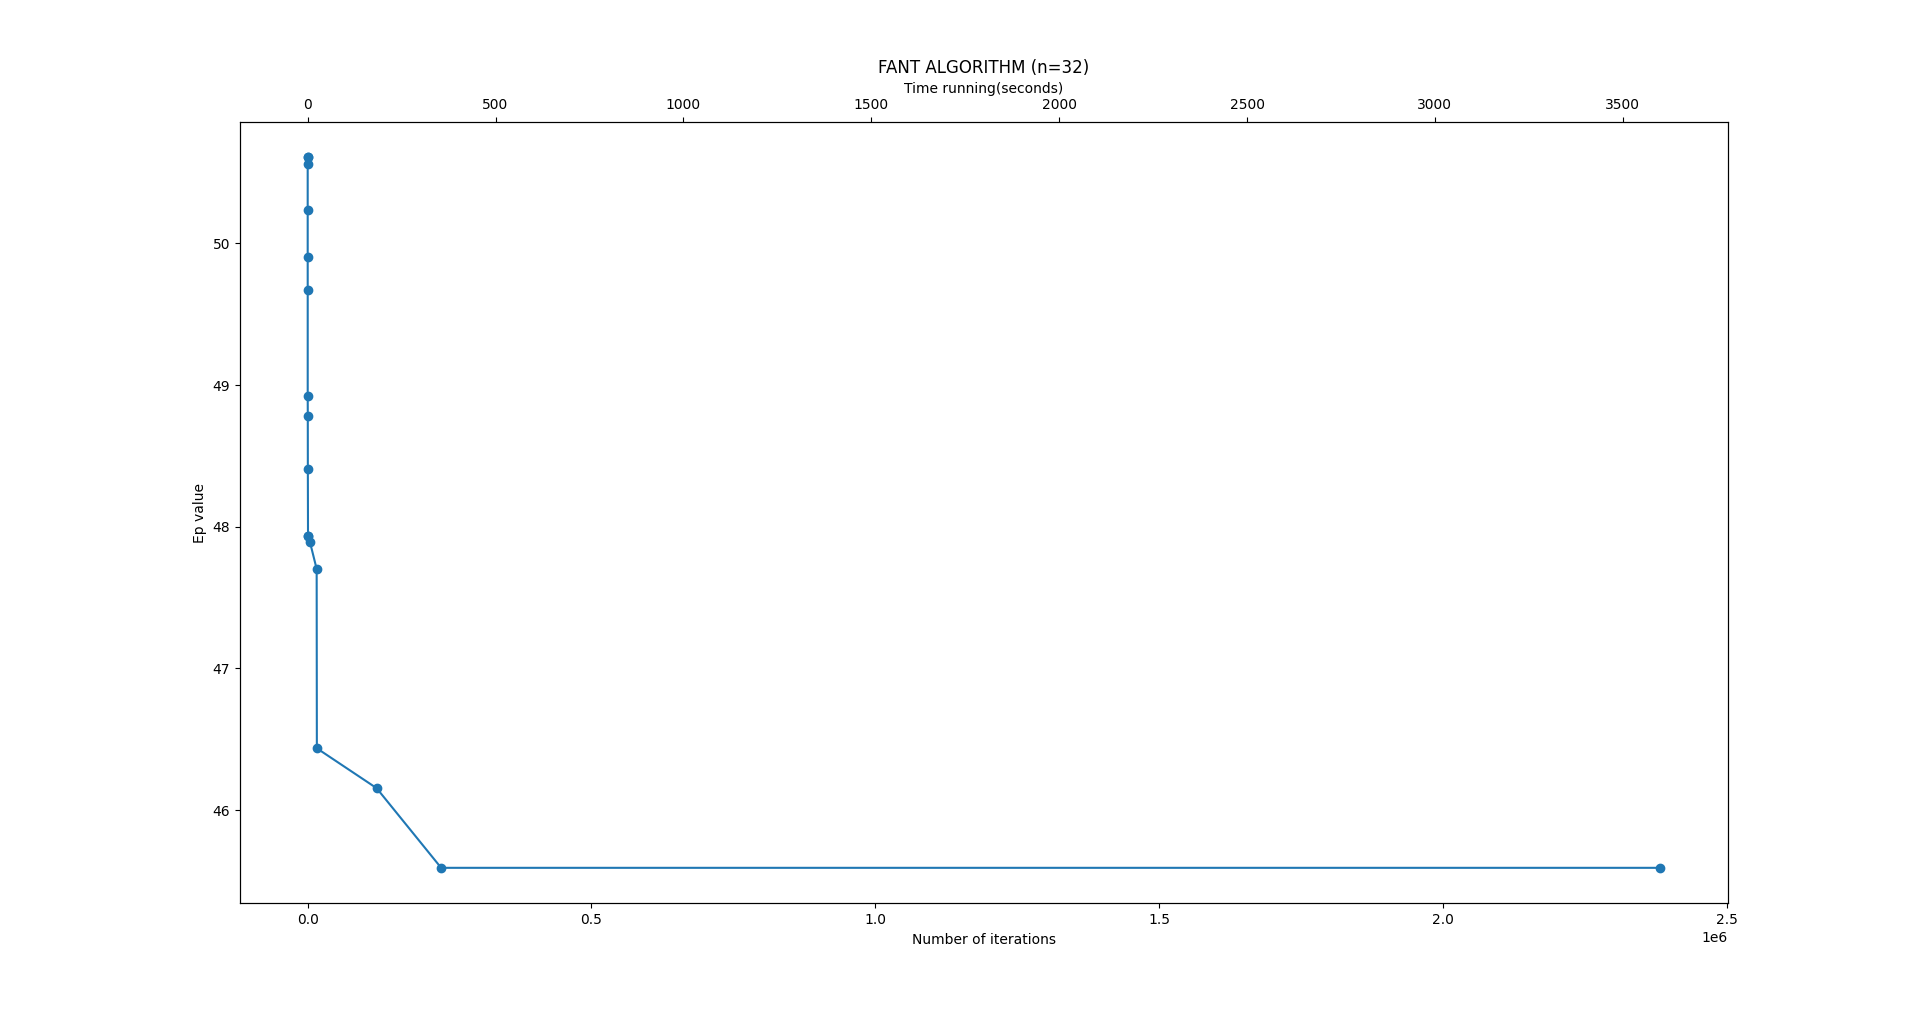 FANT ALGORITHM (n=32)
Time running(seconds)
0 500 1000 1500 2000 2500 3000 3500
50
49
48
47
46
Ep value
0.0 0.5 1.0 1.5 2.0 2.5
1e6
Number of iterations